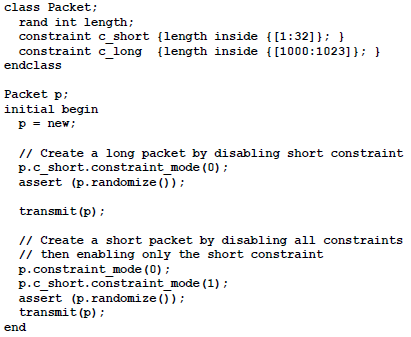 class Packet;
rand int length;
constraint c_short {length inside {[1:32]}; }
constraint c_long {length inside {[1000:1023]}; }
endclass
Packet p;
initial begin
p = new;
// Create a long packet by disabling short constraint
p.c_short.constraint_mode(0);
assert (p.randomize());
transmit(p);
// Create a short packet by disabling all constraints
// then enabling only the short constraint
p.constraint_mode(0);
p.c_short.constraint_mode(1);
assert (p.randomize());
transmit(p);
end